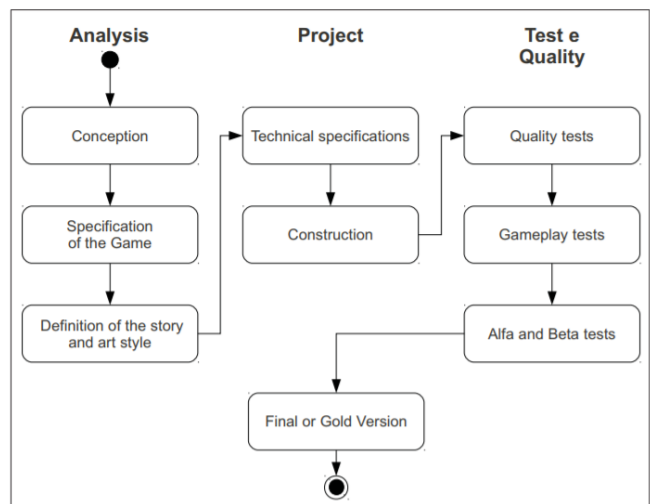 Analysis
Project
Test e
Quality
Conception
Technical specifications
Quality tests
Specification
of the Game
Construction
Gameplay tests
Definition of the story
and art style
Alfa and Beta tests
Final or Gold Version